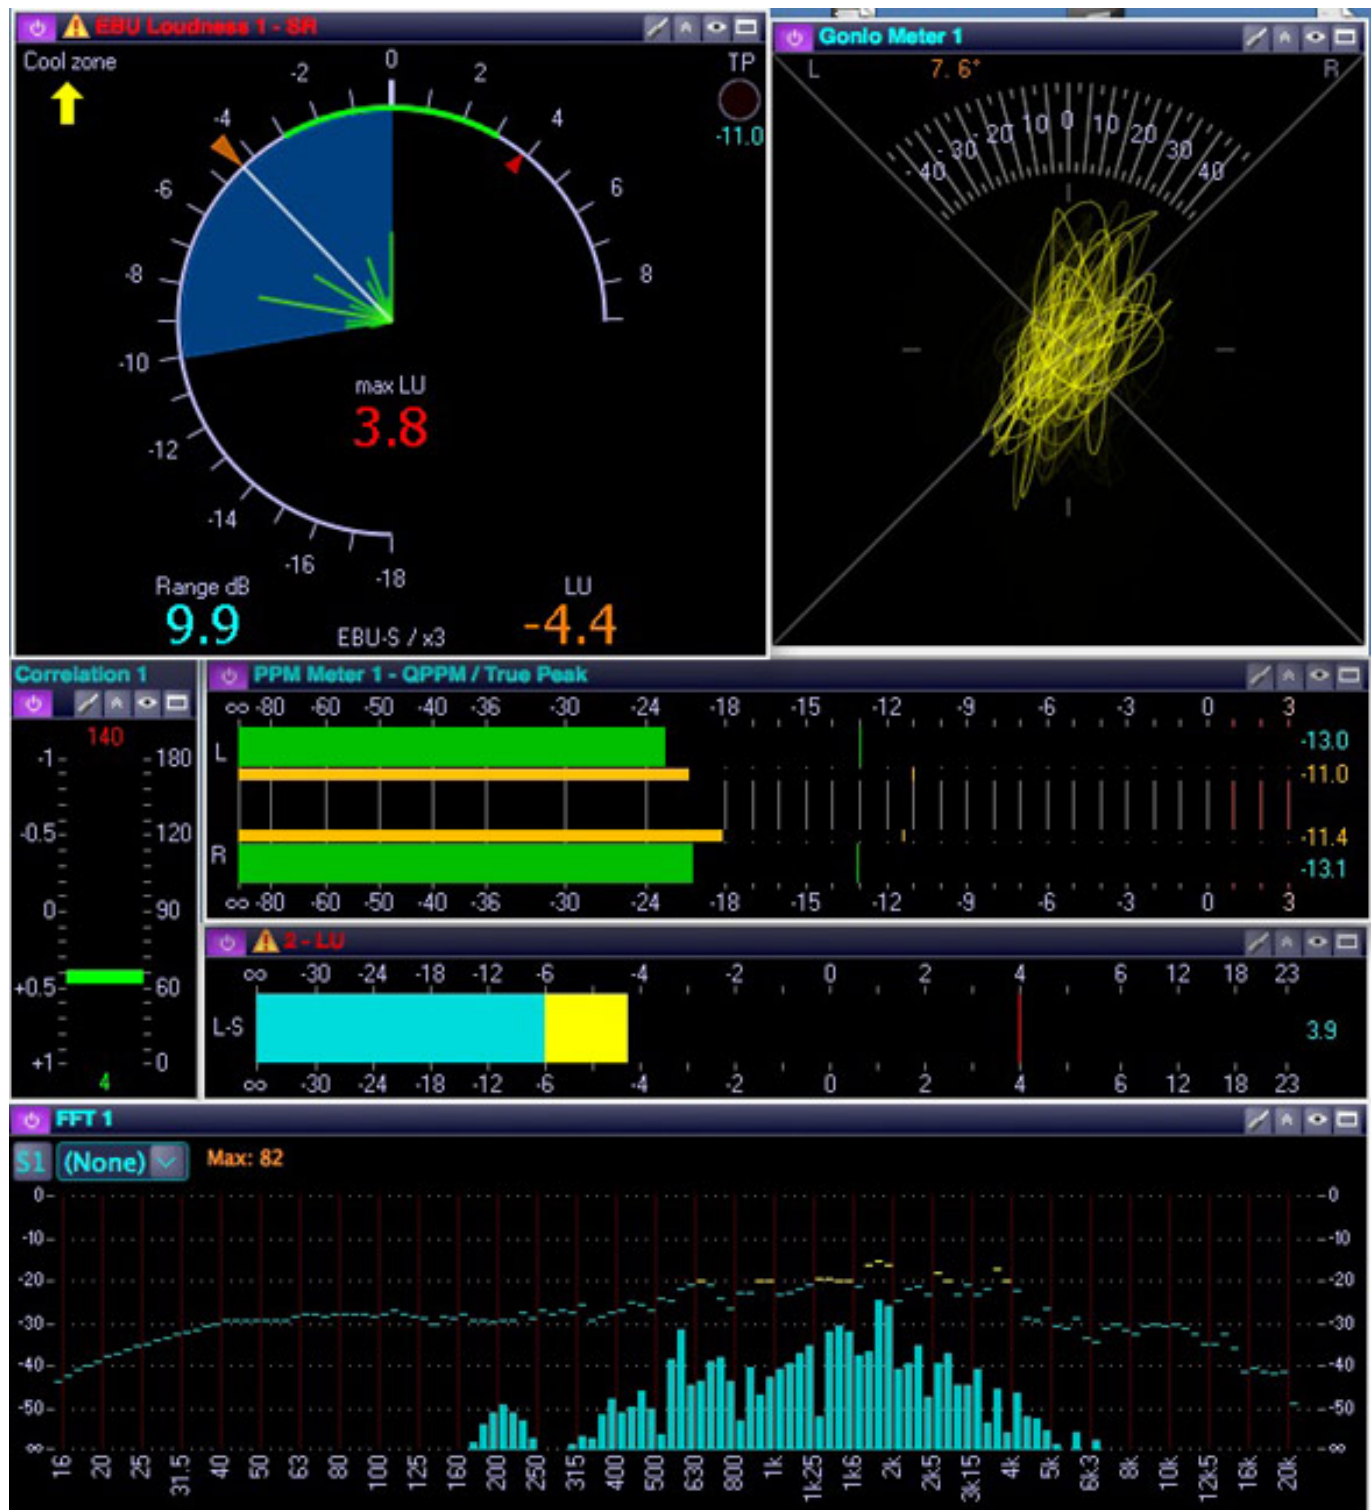 EBU Loudness 1 - SR
Cool zone
0
-2 2
-4 4
-6 6
-8 8
-10
-12
-14
-16
-18
TP
-11.0
max LU
3.8
Range dB
9.9
EBU-S / x3
LU
-4.4
Gonio Meter 1
L 7.6° R
-40 -30 -20 10 0 10 20 30 40
Correlation 1
140
-1 180
-0.5 120
0 90
+0.5 60
+1 0
4
PPM Meter 1 - QPPM / True Peak
∞ -80 -60 -50 -40 -36 -30 -24 -18 -15 -12 -9 -6 -3 0 3
L -13.0
-11.0
-11.4
R -13.1
∞ -80 -60 -50 -40 -36 -30 -24 -18 -15 -12 -9 -6 -3 0 3
2 - LU
∞ -30 -24 -18 -12 -6 -4 -2 0 2 4 6 12 18 23
L-S 3.9
∞ -30 -24 -18 -12 -6 -4 -2 0 2 4 6 12 18 23
FFT 1
S1 (None) Max: 82
0 0
-10 -10
-20 -20
-30 -30
-40 -40
-50 -50
∞ ∞
16 20 25 31.5 40 50 63 80 100 125 160 200 250 315 400 500 630 800 1k 1k25 1k6 2k 2k5 3k15 4k 5k 6k3 8k 10k 12k5 16k 20k